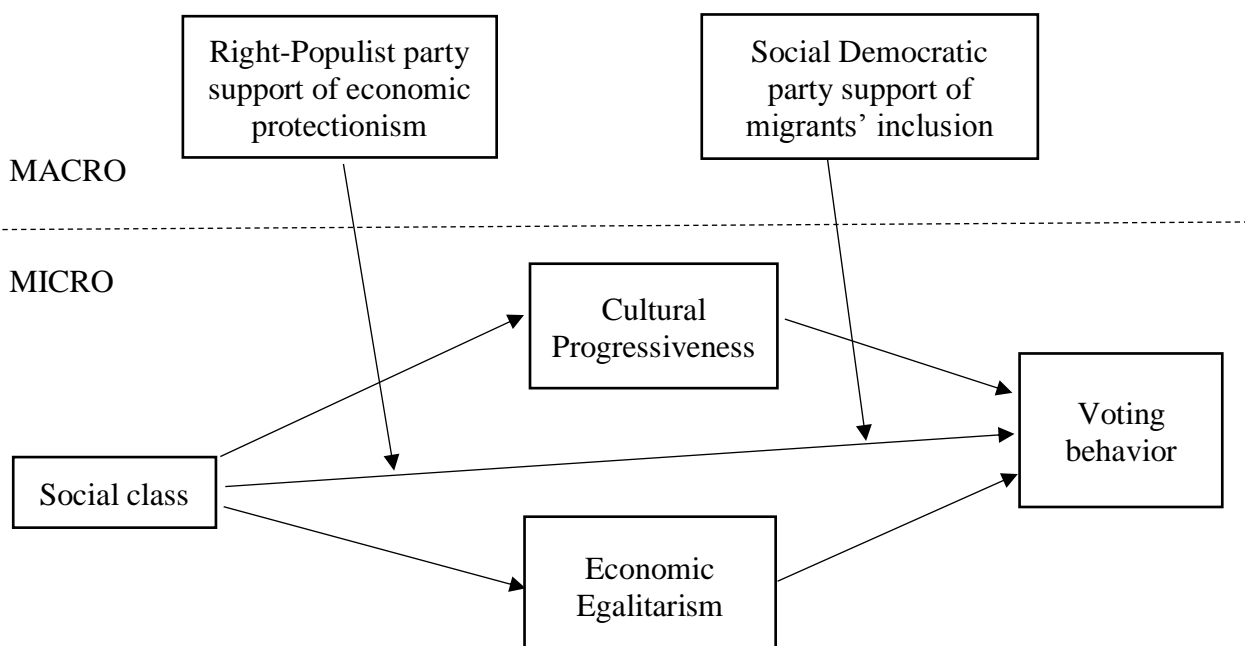 Right-Populist party
support of economic
protectionism
Social Democratic
party support of
migrants’ inclusion
MACRO
MICRO
Cultural
Progressiveness
Voting
behavior
Social class
Economic
Egalitarism